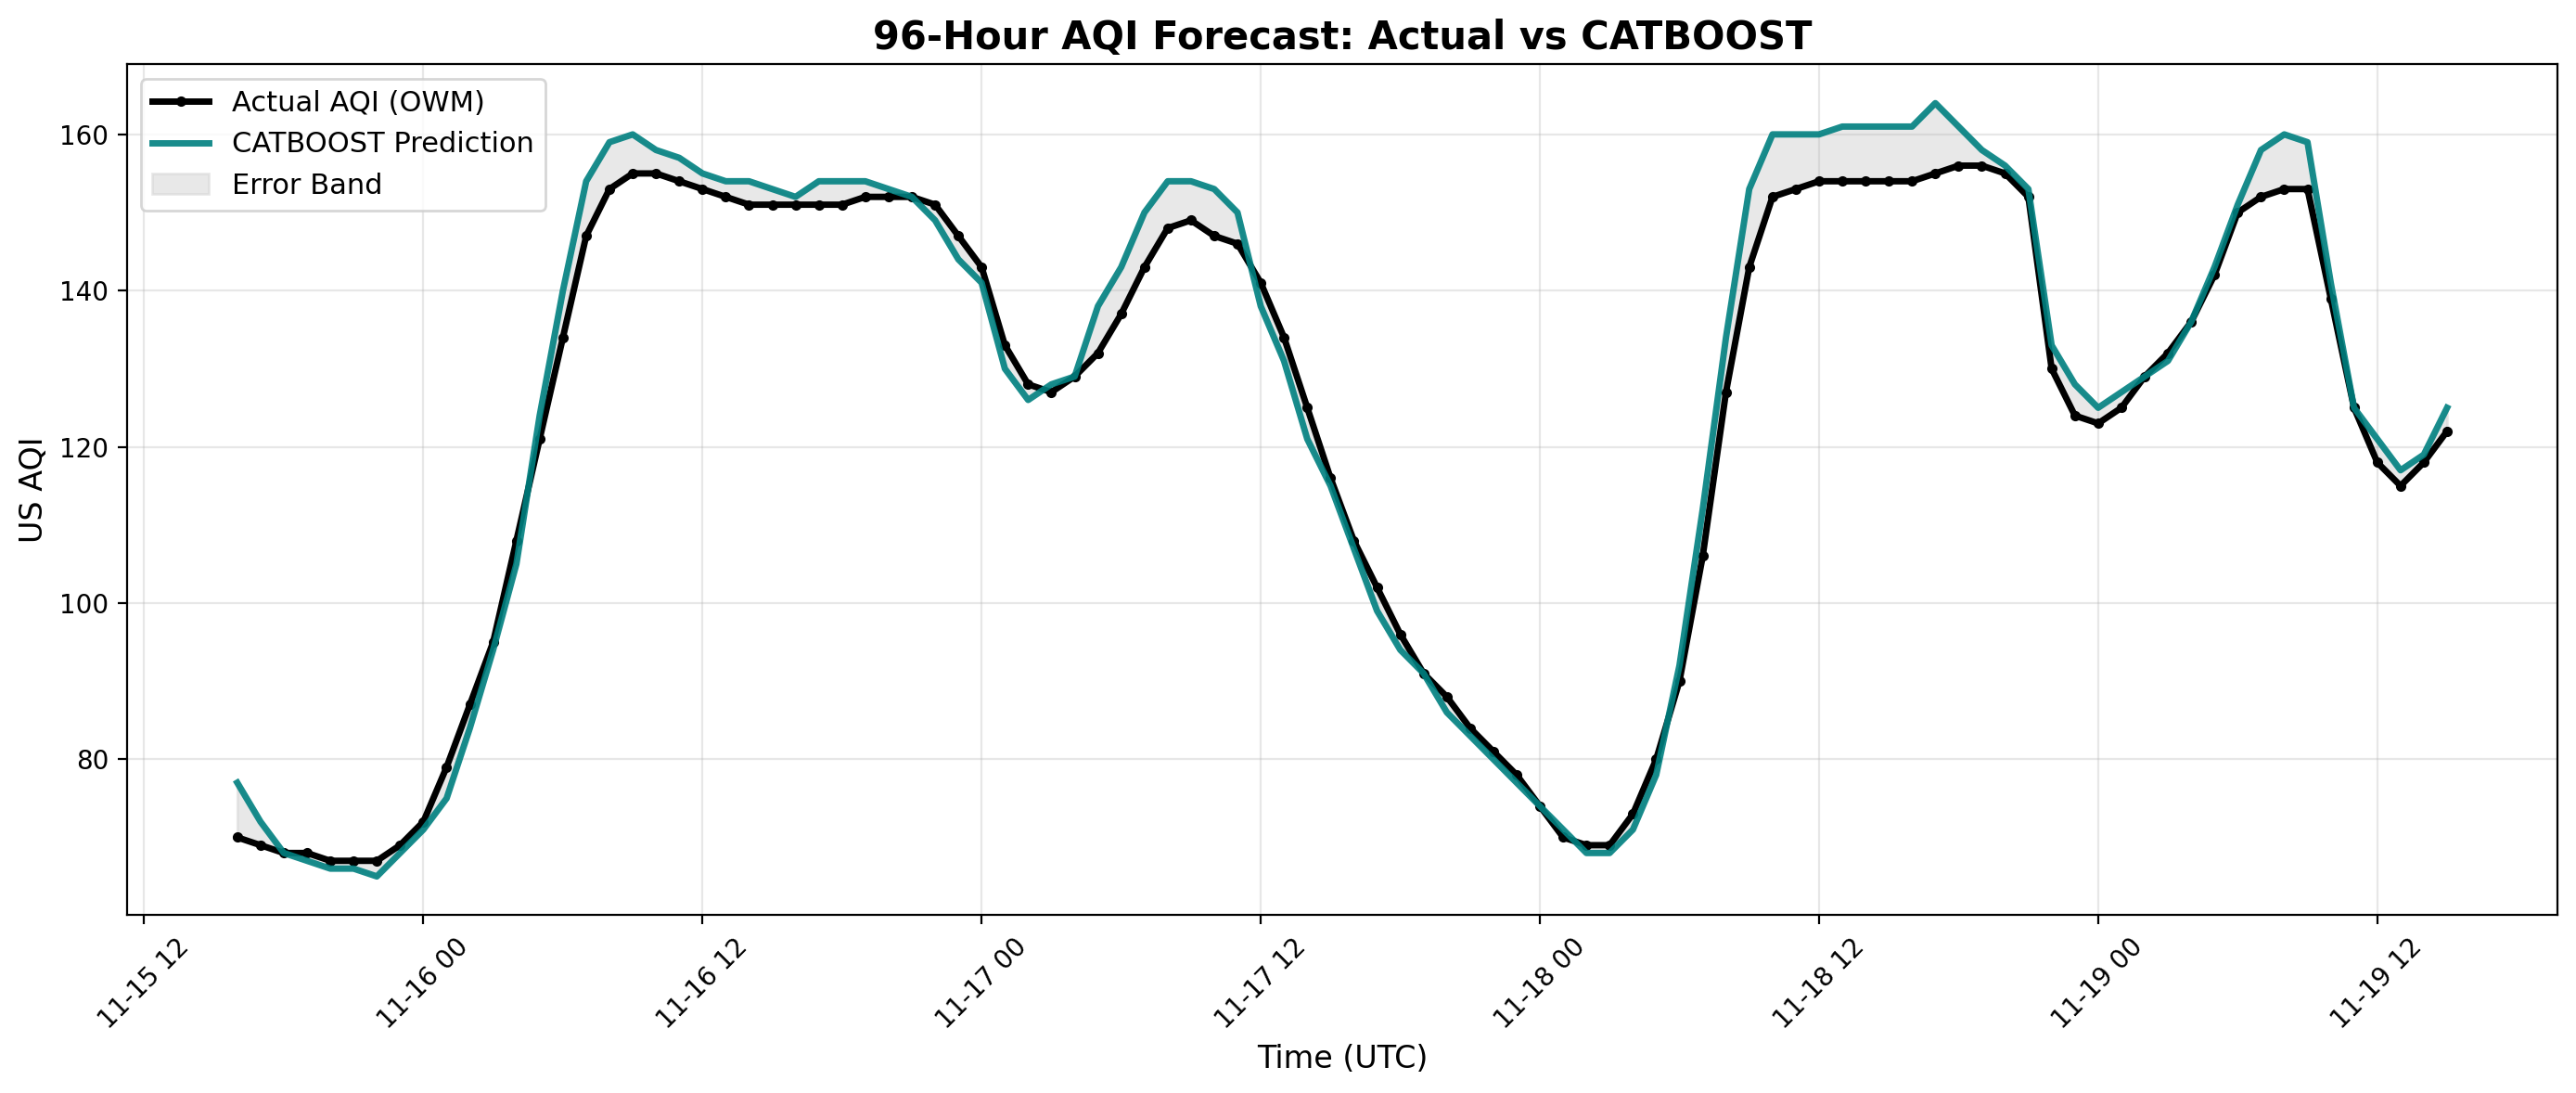 96-Hour AQI Forecast: Actual vs CATBOOST
Actual AQI (OWM)
CATBOOST Prediction
Error Band
US AQI
160
140
120
100
80
11-15 12
11-16 00
11-16 12
11-17 00
11-17 12
11-18 00
11-18 12
11-19 00
11-19 12
Time (UTC)